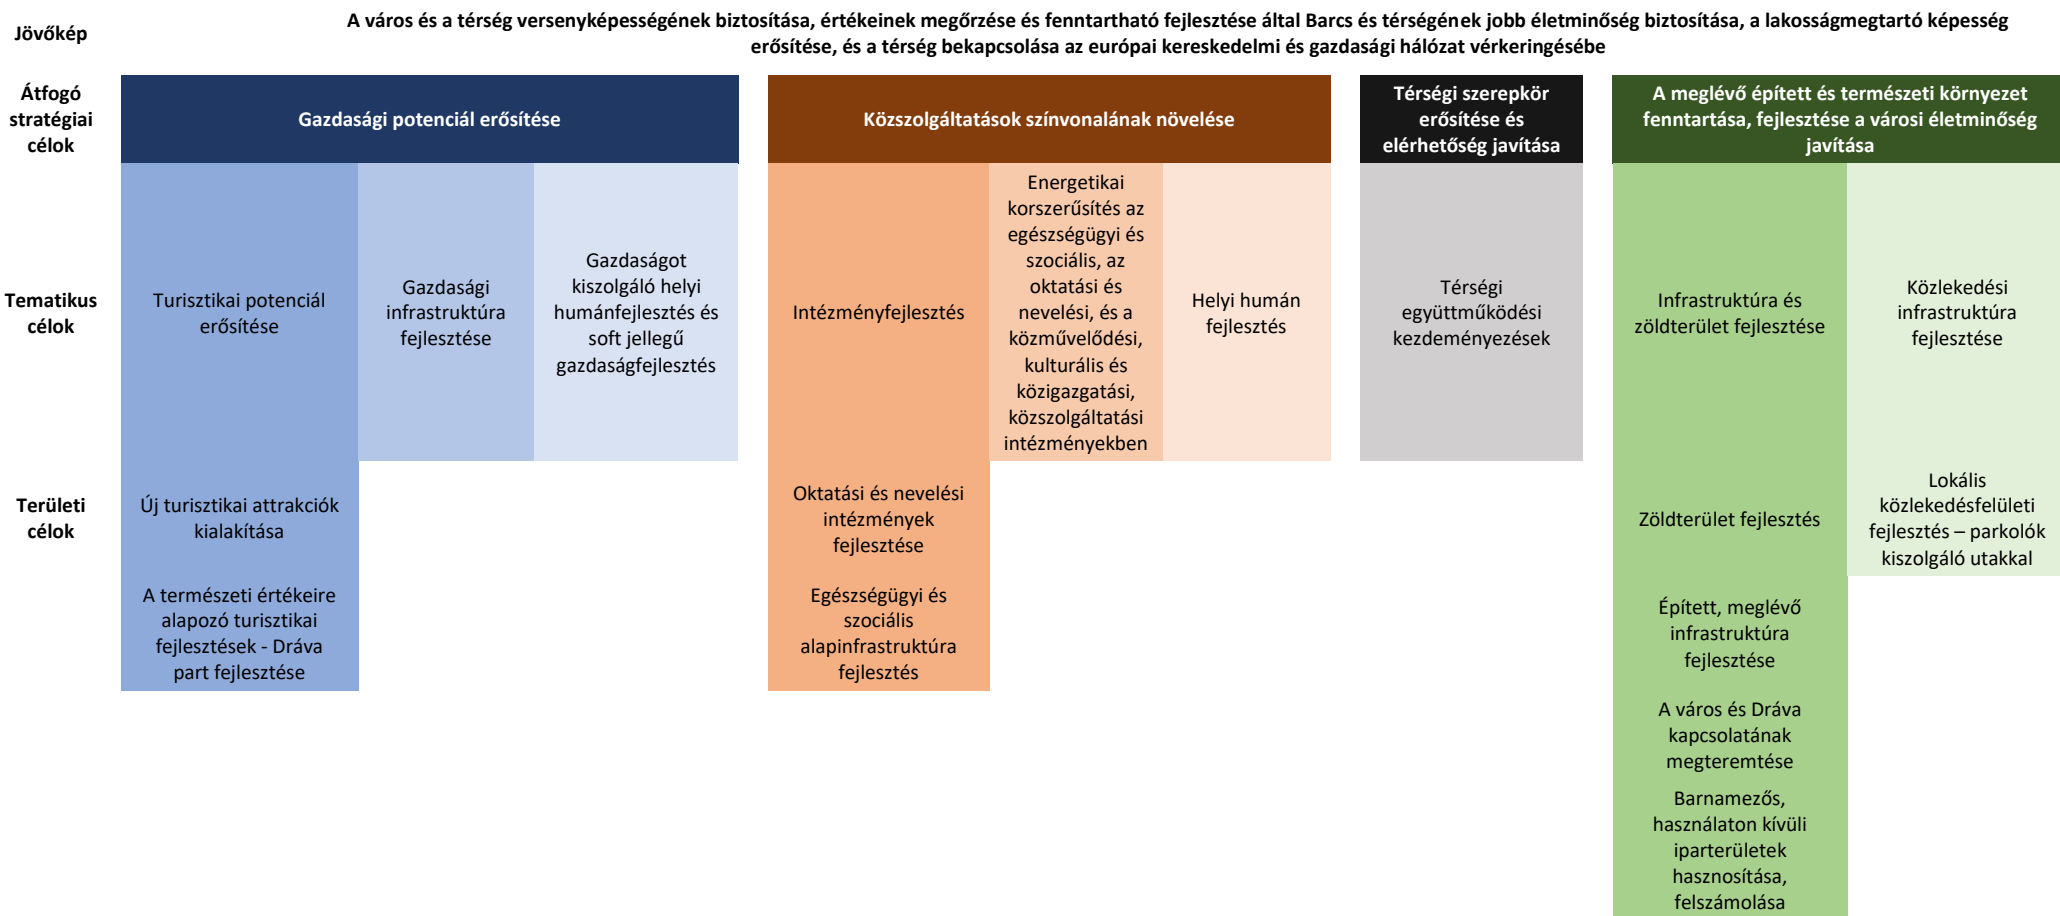 Jövőkép
A város és a térség versenyképességének biztosítása, értékeinek megőrzése és fenntartható fejlesztése által Barcs és térségének jobb életminőség biztosítása, a lakosságmegtartó képesség
erősítése, és a térség bekapcsolása az európai kereskedelmi és gazdasági hálózat vérkeringésébe
Átfogó
stratégiai
célok
Gazdasági potenciál erősítése
Közszolgáltatások színvonalának növelése
Térségi szerepkör
erősítése és
elérhetőség javítása
A meglévő épített és természeti környezet
fenntartása, fejlesztése a városi életminőség
javítása
Tematikus
célok
Turisztikai potenciál
erősítése
Gazdasági
infrastruktúra
fejlesztése
Gazdaságot
kiszolgáló helyi
humánfejlesztés és
soft jellegű
gazdaságfejlesztés
Intézményfejlesztés
Energetikai
korszerűsítés az
egészségügyi és
szociális, az
oktatási és
nevelési, és a
közművelődési,
kulturális és
közigazgatási,
közszolgáltatási
intézményekben
Helyi humán
fejlesztés
Térségi
együttműködési
kezdeményezések
Infrastruktúra és
zöldterület fejlesztése
Közlekedési
infrastruktúra
fejlesztése
Területi
célok
Új turisztikai attrakciók
kialakítása
Oktatási és nevelési
intézmények
fejlesztése
Zöldterület fejlesztés
Lokális
közlekedésfelületi
fejlesztés – parkolók
kiszolgáló utakkal
A természeti értékeire
alapozó turisztikai
fejlesztések - Dráva
part fejlesztése
Egészségügyi és
szociális
alapinfrastruktúra
fejlesztés
Épített, meglévő
infrastruktúra
fejlesztése
A város és Dráva
kapcsolatának
megteremtése
Barnamezős,
használaton kívüli
iparterületek
hasznosítása,
felszámolása